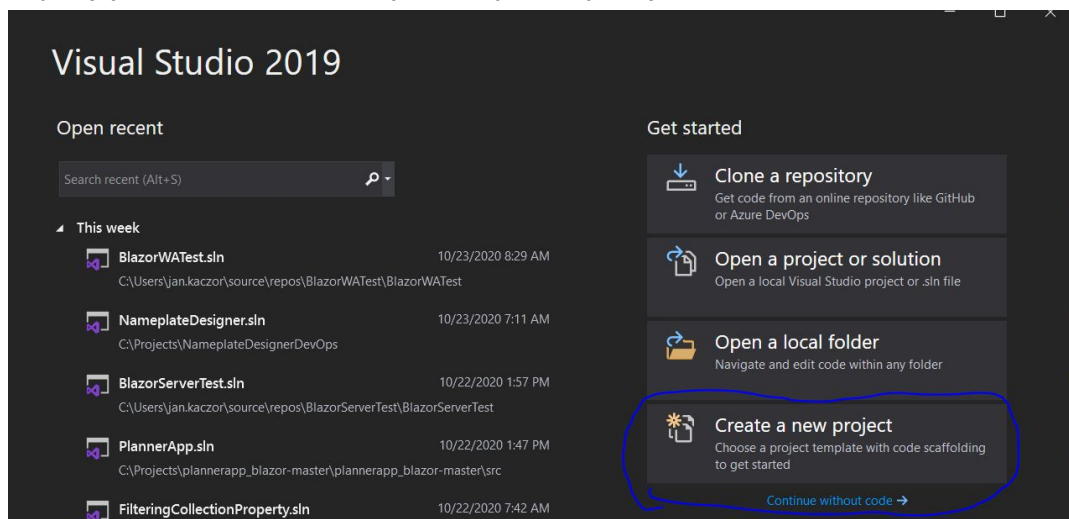 Visual Studio 2019
Open recent
Search recent (Alt+S)
This week
BlazorWATest.sln 10/23/2020 8:29 AM
C:\Users\jan.kaczor\source\repos\BlazorWATest\BlazorWATest
NameplateDesigner.sln 10/23/2020 7:11 AM
C:\Projects\NameplateDesignerDevOps
BlazorServerTest.sln 10/22/2020 1:57 PM
C:\Users\jan.kaczor\source\repos\BlazorServerTest\BlazorServerTest
PlannerApp.sln 10/22/2020 1:47 PM
C:\Projects\plannerapp_blazor-master\plannerapp_blazor-master\src
FilteringCollectionProperty.sln 10/22/2020 7:42 AM
Get started
Clone a repository
Get code from an online repository like GitHub
or Azure DevOps
Open a project or solution
Open a local Visual Studio project or .sln file
Open a local folder
Navigate and edit code within any folder
Create a new project
Choose a project template with code scaffolding
to get started
Continue without code →